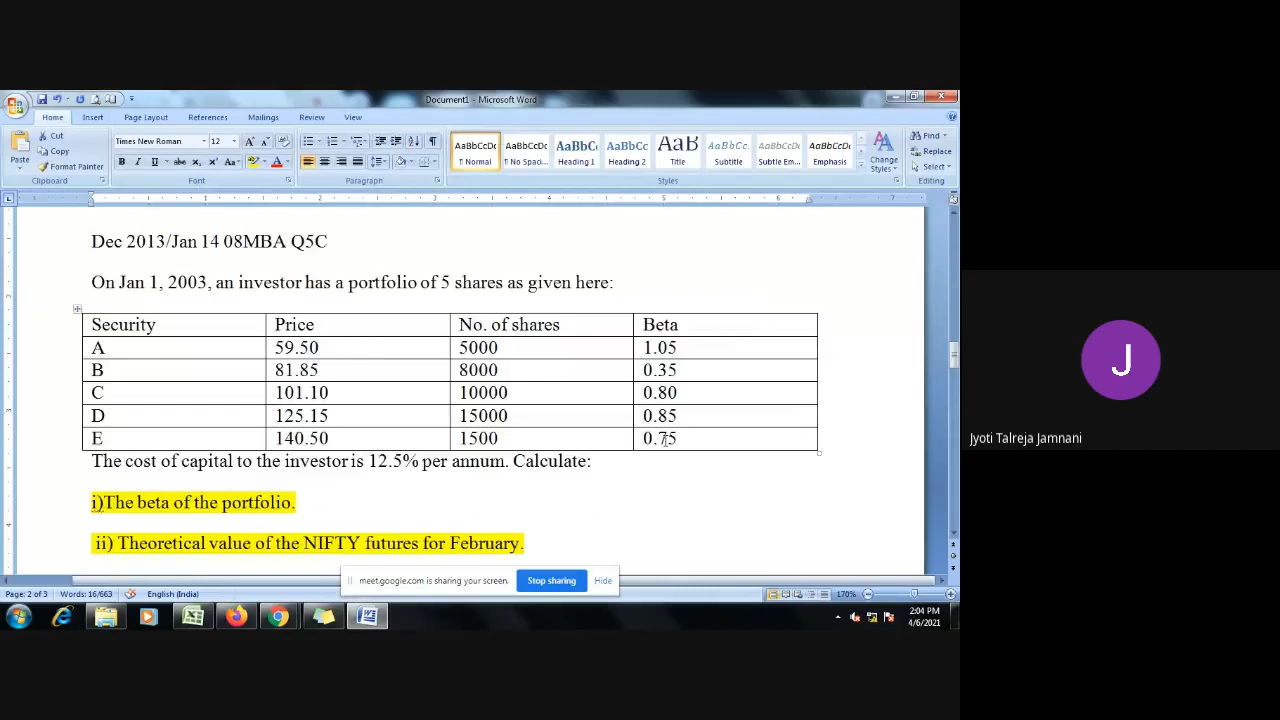 Document1 - Microsoft Word
Home Insert Page Layout References Mailings Review View
Cut
Copy
Format Painter
Paste
Clipboard
Times New Roman 12
Font
Paragraph
AaBbCcDc AaBbCcDc AaBbC AaBbCc AaB AaBbCc AaBbCcDc AaBbCcDc
¶ Normal ¶ No Spaci... Heading 1 Heading 2 Title Subtitle Subtle Em... Emphasis
Change Styles
Styles
Find
Replace
Select
Editing
Dec 2013/Jan 14 08MBA Q5C
On Jan 1, 2003, an investor has a portfolio of 5 shares as given here:
Security Price No. of shares Beta
A 59.50 5000 1.05
B 81.85 8000 0.35
C 101.10 10000 0.80
D 125.15 15000 0.85
E 140.50 1500 0.75
The cost of capital to the investor is 12.5% per annum. Calculate:
i)The beta of the portfolio.
ii) Theoretical value of the NIFTY futures for February.
meet.google.com is sharing your screen. Stop sharing Hide
Page: 2 of 3 Words: 16/663 English (India) 170%
2:04 PM
4/6/2021
J
Jyoti Talreja Jamnani